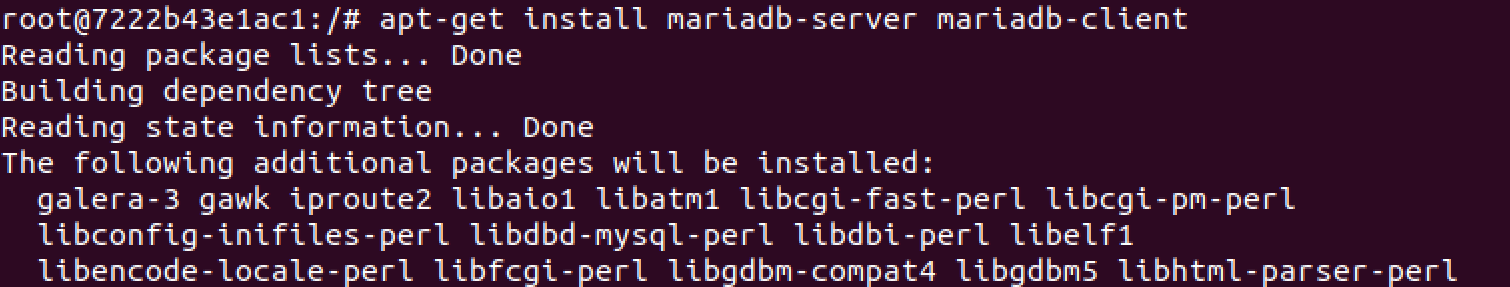 root@7222b43e1ac1:/# apt-get install mariadb-server mariadb-client
Reading package lists... Done
Building dependency tree
Reading state information... Done
The following additional packages will be installed:
  galera-3 gawk iproute2 libaio1 libatm1 libcgi-fast-perl libcgi-pm-perl
  libconfig-inifiles-perl libdbd-mysql-perl libdbi-perl libelf1
  libencode-locale-perl libfcgi-perl libgdbm-compat4 libgdbm5 libhtml-parser-perl